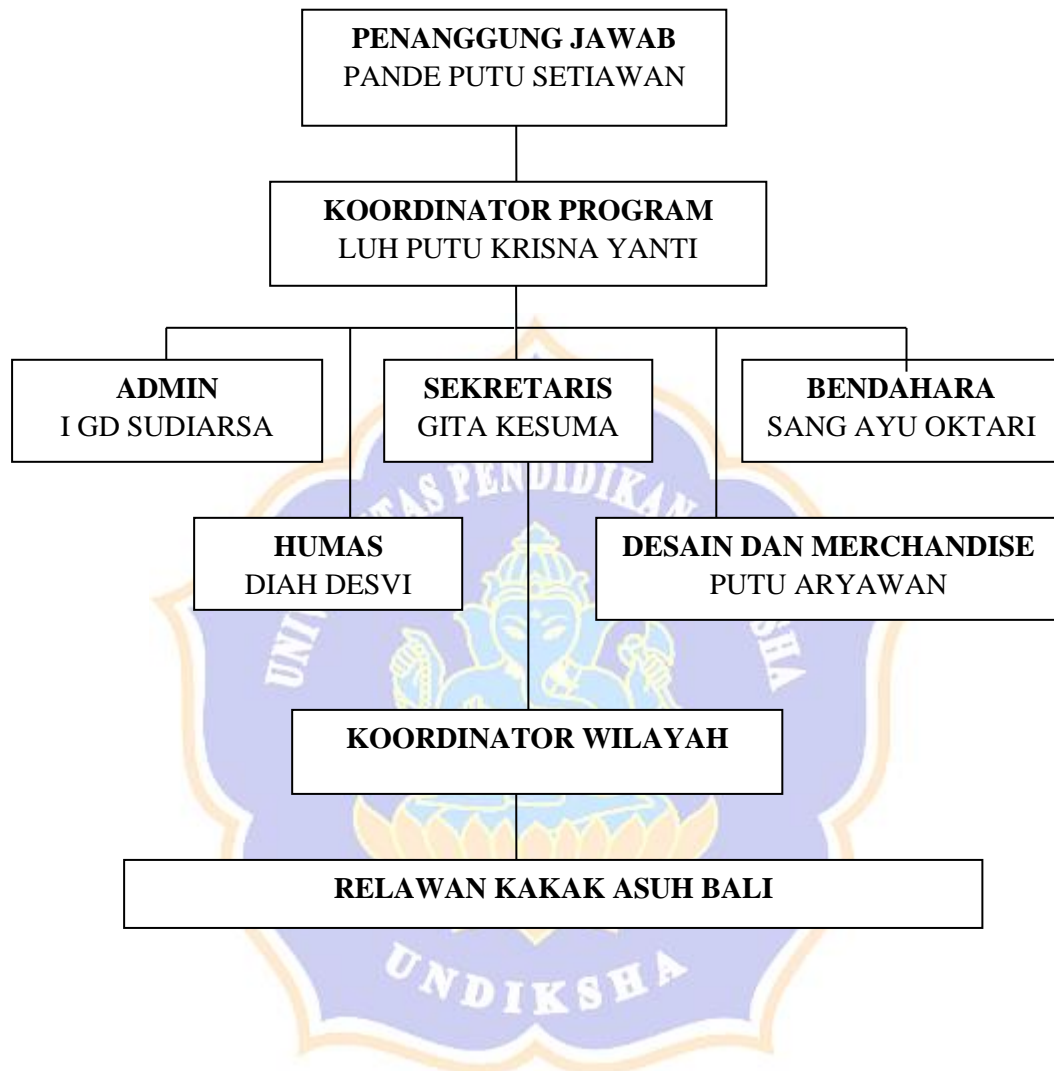 PENANGGUNG JAWAB
PANDE PUTU SETIAWAN
KOORDINATOR PROGRAM
LUH PUTU KRISNA YANTI
ADMIN
I GD SUDIARSA
SEKRETARIS
GITA KESUMA
BENDAHARA
SANG AYU OKTARI
HUMAS
DIAH DESVI
DESAIN DAN MERCHANDISE
PUTU ARYAWAN
KOORDINATOR WILAYAH
RELAWAN KAKAK ASUH BALI
PENDIDIKAN
UNDIKSHA